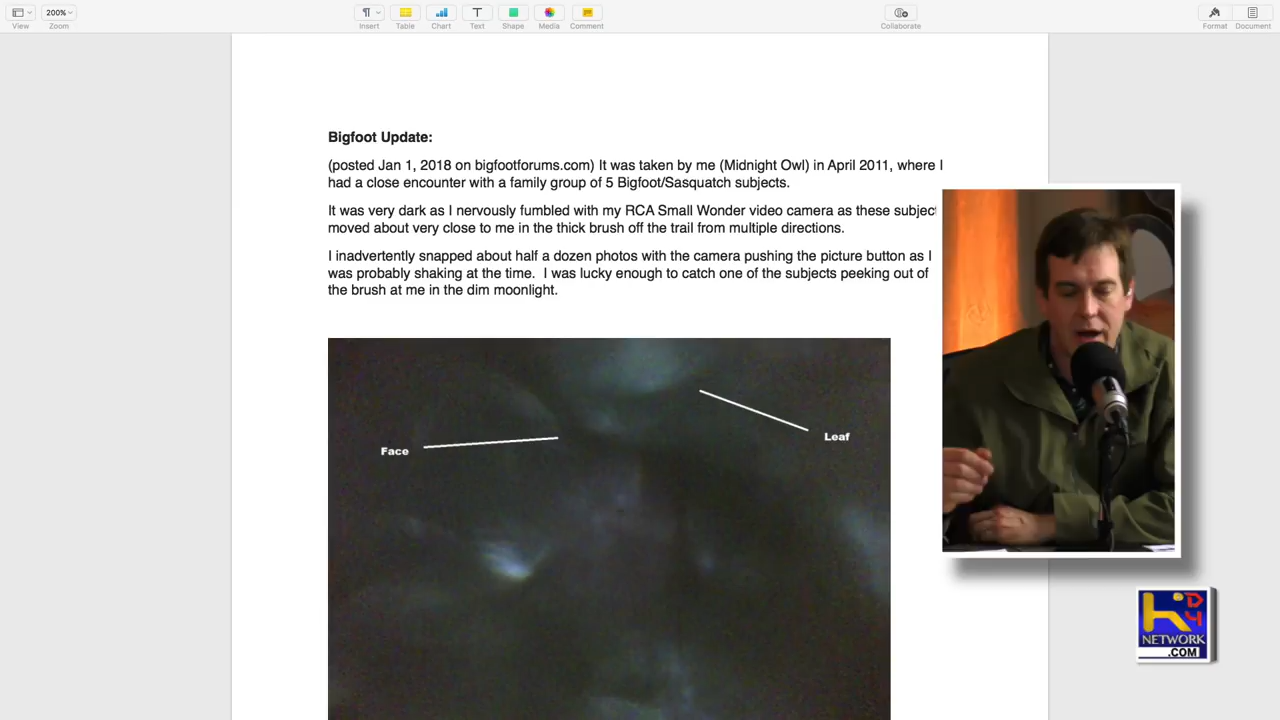 200%
View
Zoom
Insert
Table
Chart
Text
Shape
Media
Comment
Collaborate
Format
Document
Bigfoot Update:
(posted Jan 1, 2018 on bigfootforums.com) It was taken by me (Midnight Owl) in April 2011, where I
had a close encounter with a family group of 5 Bigfoot/Sasquatch subjects.
It was very dark as I nervously fumbled with my RCA Small Wonder video camera as these subject
moved about very close to me in the thick brush off the trail from multiple directions.
I inadvertently snapped about half a dozen photos with the camera pushing the picture button as I
was probably shaking at the time.  I was lucky enough to catch one of the subjects peeking out of
the brush at me in the dim moonlight.
Face
Leaf
K D4
NETWORK
.COM